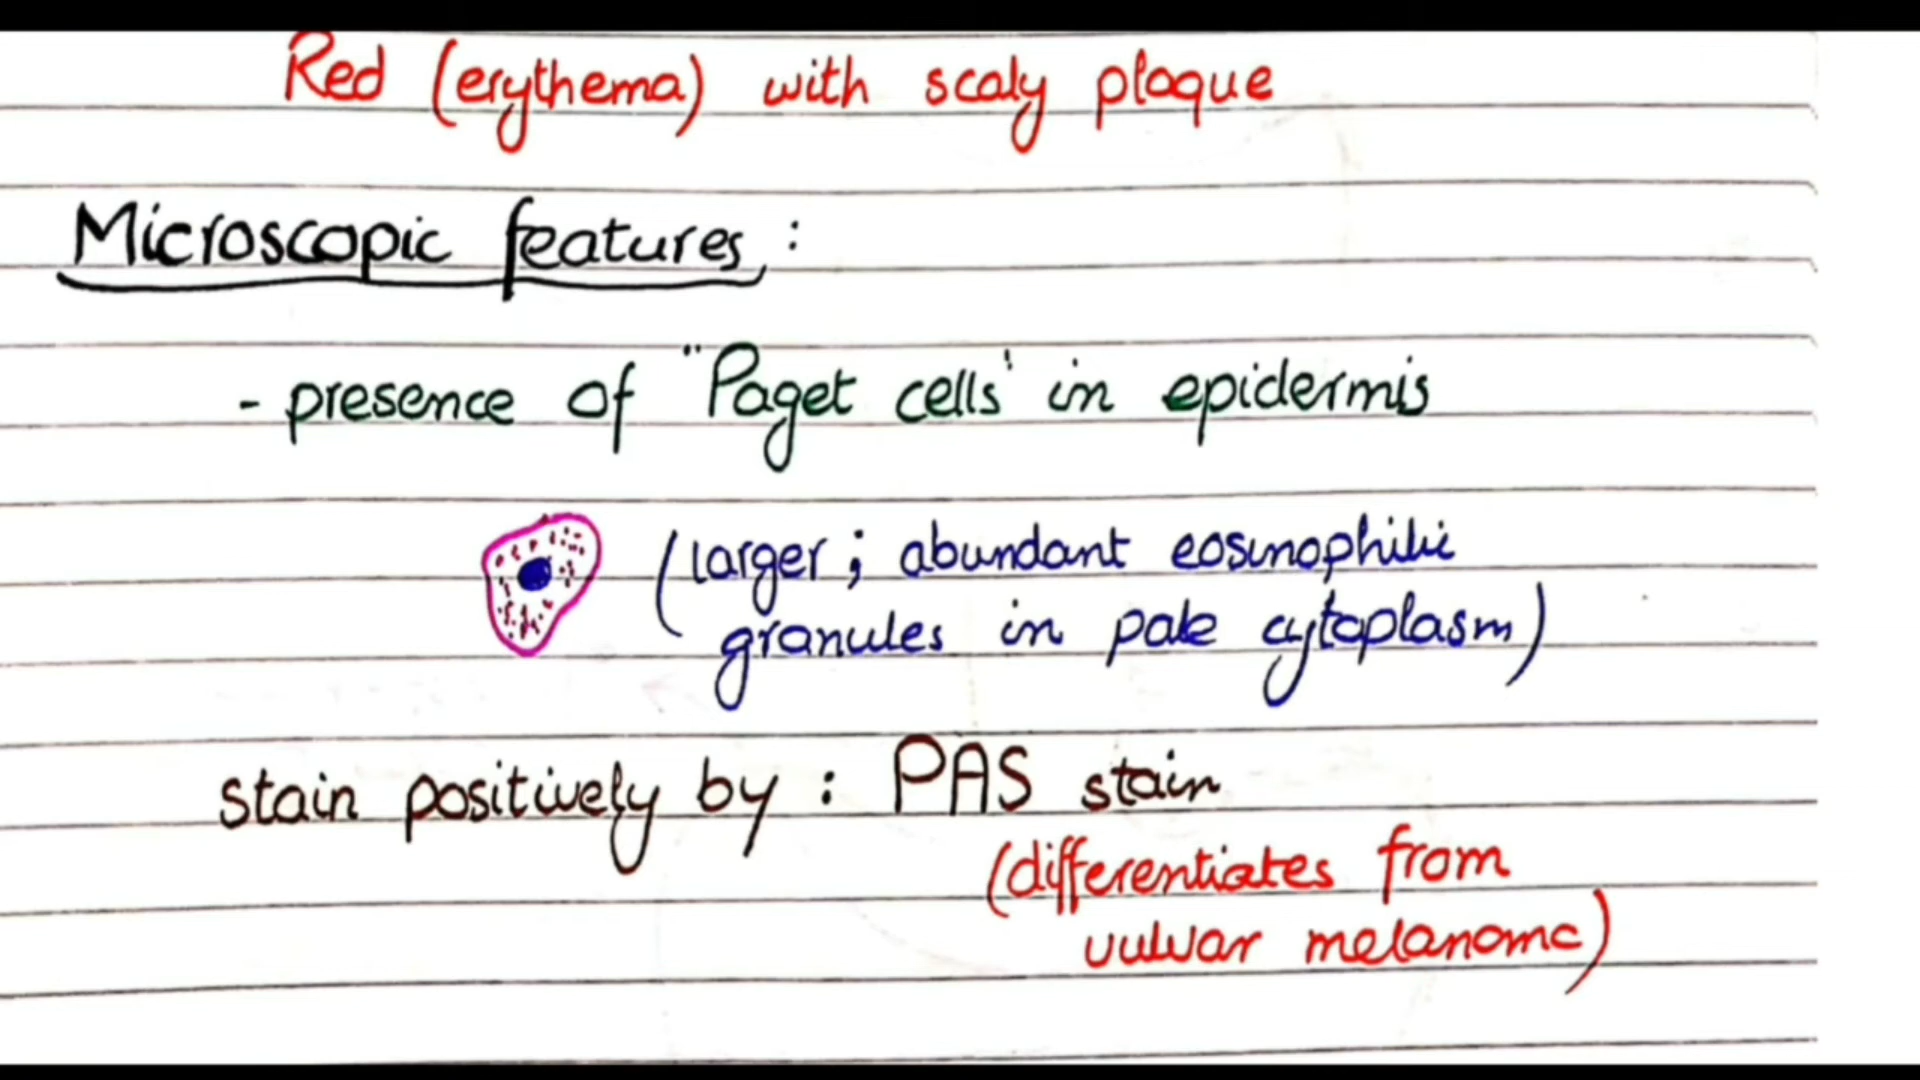 Red (erythema) with scaly plaque
Microscopic features :
- presence of "Paget cells' in epidermis
(larger ; abundant eosinophilic
granules in pale cytoplasm)
stain positively by : PAS stain
(differentiates from
vulvar melanoma)